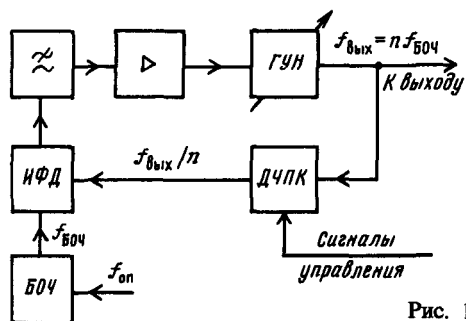 ГУН
f вых = n f БОЧ
К выходу
ИФД
f вых / n
ДЧПК
f БОЧ
Сигналы
управления
БОЧ
f оп
Рис. 1